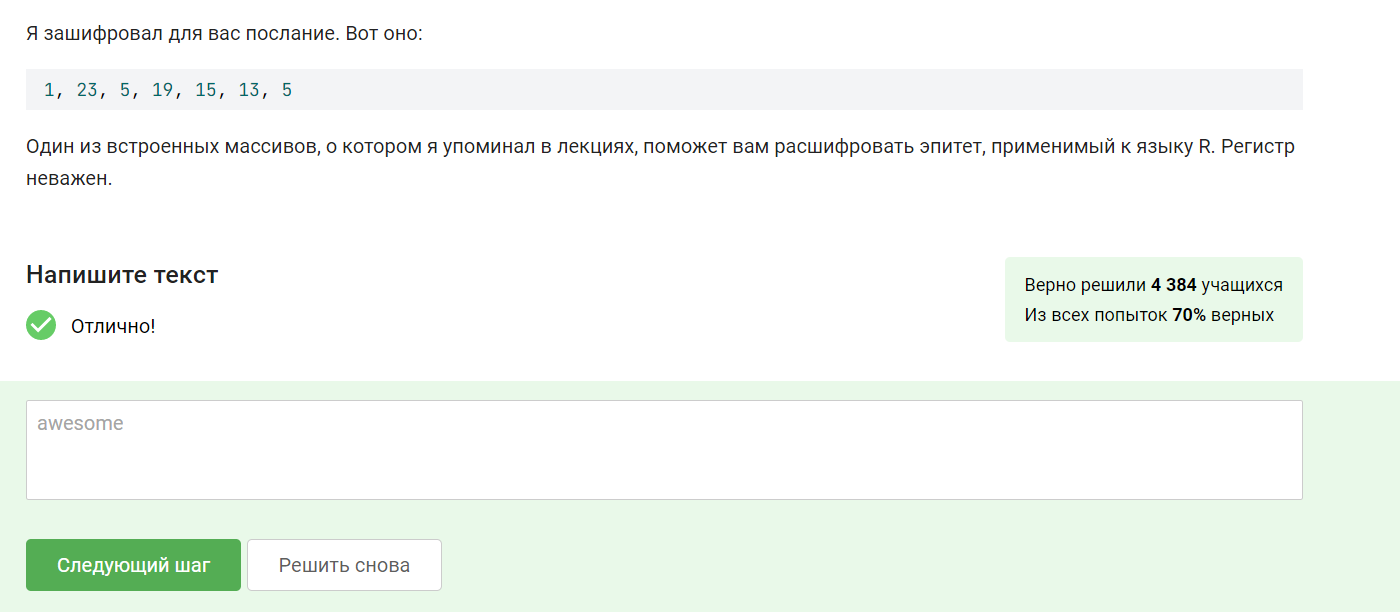 Я зашифровал для вас послание. Вот оно:
1, 23, 5, 19, 15, 13, 5
Один из встроенных массивов, о котором я упоминал в лекциях, поможет вам расшифровать эпитет, применимый к языку R. Регистр
неважен.
Напишите текст
Верно решили 4 384 учащихся
Из всех попыток 70% верных
Отлично!
awesome
Следующий шаг
Решить снова